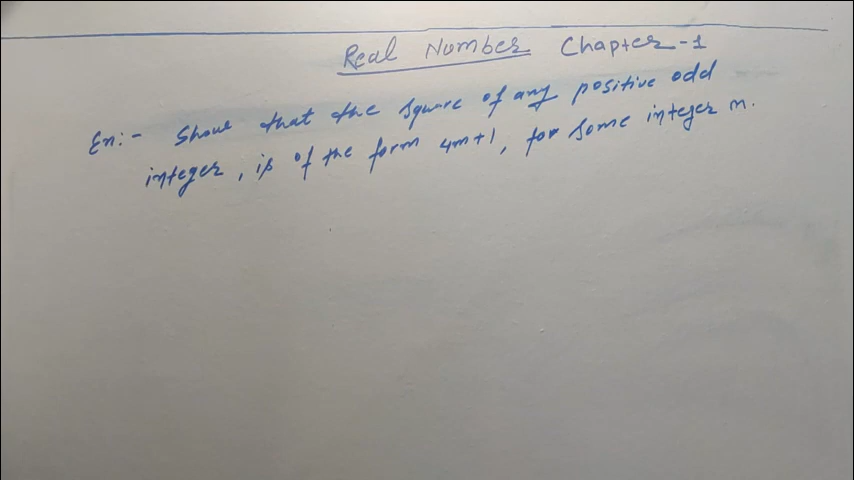 Real Number Chapter-1
Ex:- Show that the square of any positive odd
integer, is of the form 4m+1, for some integer m.